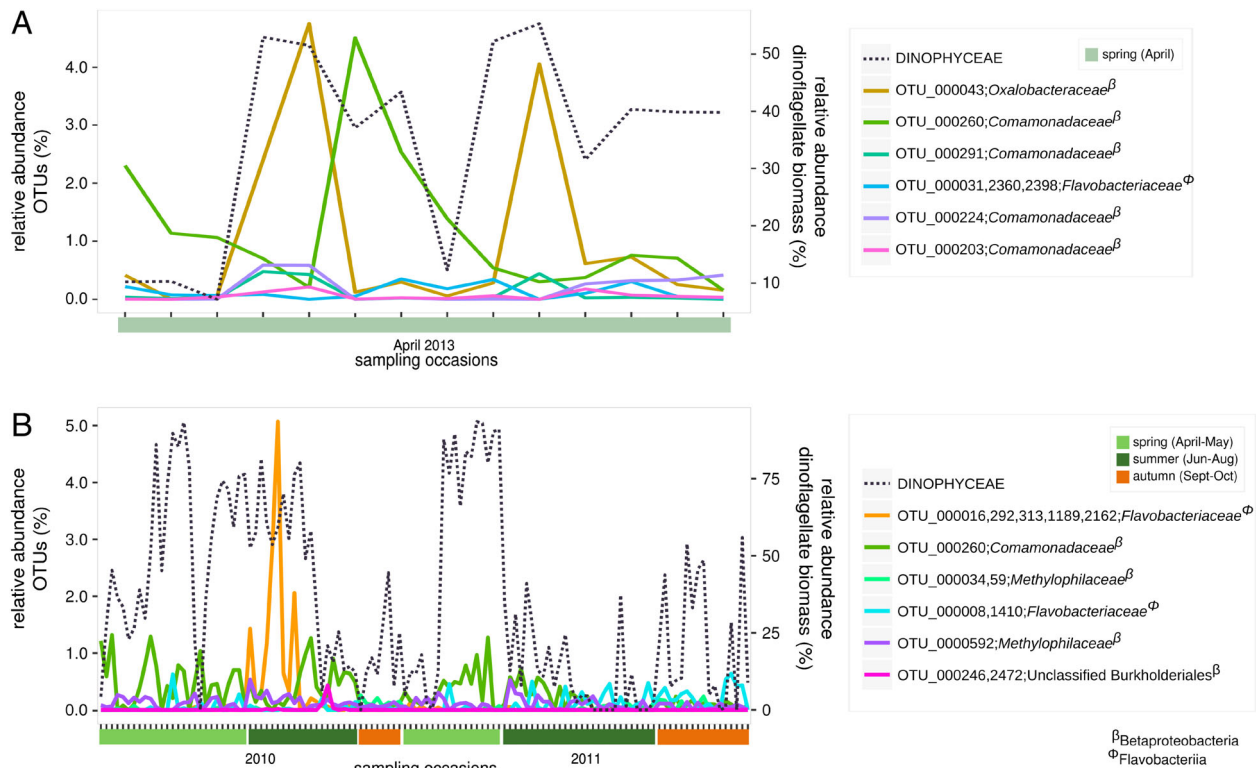 A
relative abundance
OTUs (%)
4.0
3.0
2.0
1.0
0.0
50
40
30
20
10
relative abundance
dinoflagellate biomass (%)
April 2013
sampling occasions
spring (April)
DINOPHYCEAE
OTU_000043;Oxalobacteraceaeβ
OTU_000260;Comamonadaceaeβ
OTU_000291;Comamonadaceaeβ
OTU_000031,2360,2398;FlavobacteriaceaeΦ
OTU_000224;Comamonadaceaeβ
OTU_000203;Comamonadaceaeβ
B
relative abundance
OTUs (%)
5.0
4.0
3.0
2.0
1.0
0.0
75
50
25
0
relative abundance
dinoflagellate biomass (%)
2010
2011
sampling occasions
spring (April-May)
summer (Jun-Aug)
autumn (Sept-Oct)
DINOPHYCEAE
OTU_000016,292,313,1189,2162;FlavobacteriaceaeΦ
OTU_000260;Comamonadaceaeβ
OTU_000034,59;Methylophilaceaeβ
OTU_000008,1410;FlavobacteriaceaeΦ
OTU_0000592;Methylophilaceaeβ
OTU_000246,2472;Unclassified Burkholderialesβ
βBetaproteobacteria
ΦFlavobacteriia